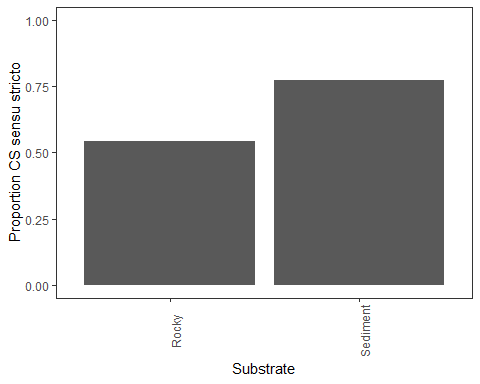 Proportion CS sensu stricto
1.00
0.75
0.50
0.25
0.00
Rocky
Sediment
Substrate